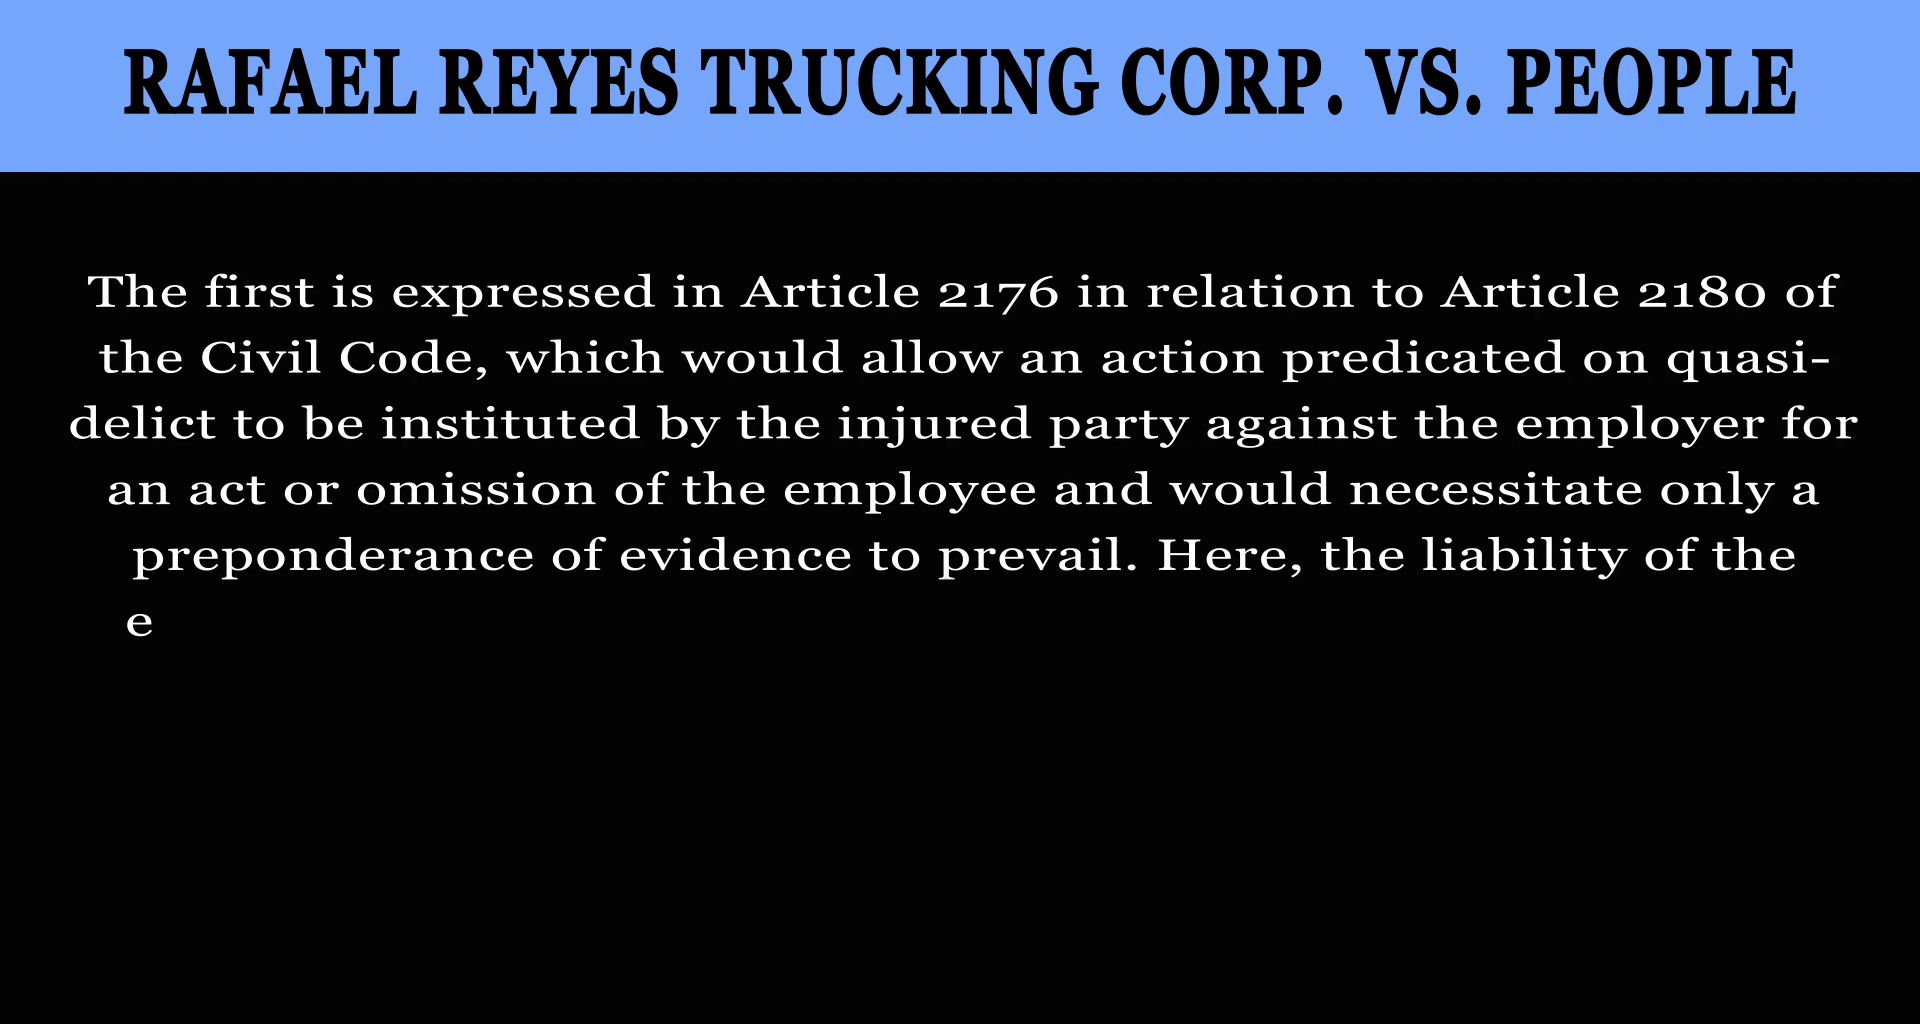 RAFAEL REYES TRUCKING CORP. VS. PEOPLE
The first is expressed in Article 2176 in relation to Article 2180 of
the Civil Code, which would allow an action predicated on quasi-
delict to be instituted by the injured party against the employer for
an act or omission of the employee and would necessitate only a
preponderance of evidence to prevail. Here, the liability of the
e